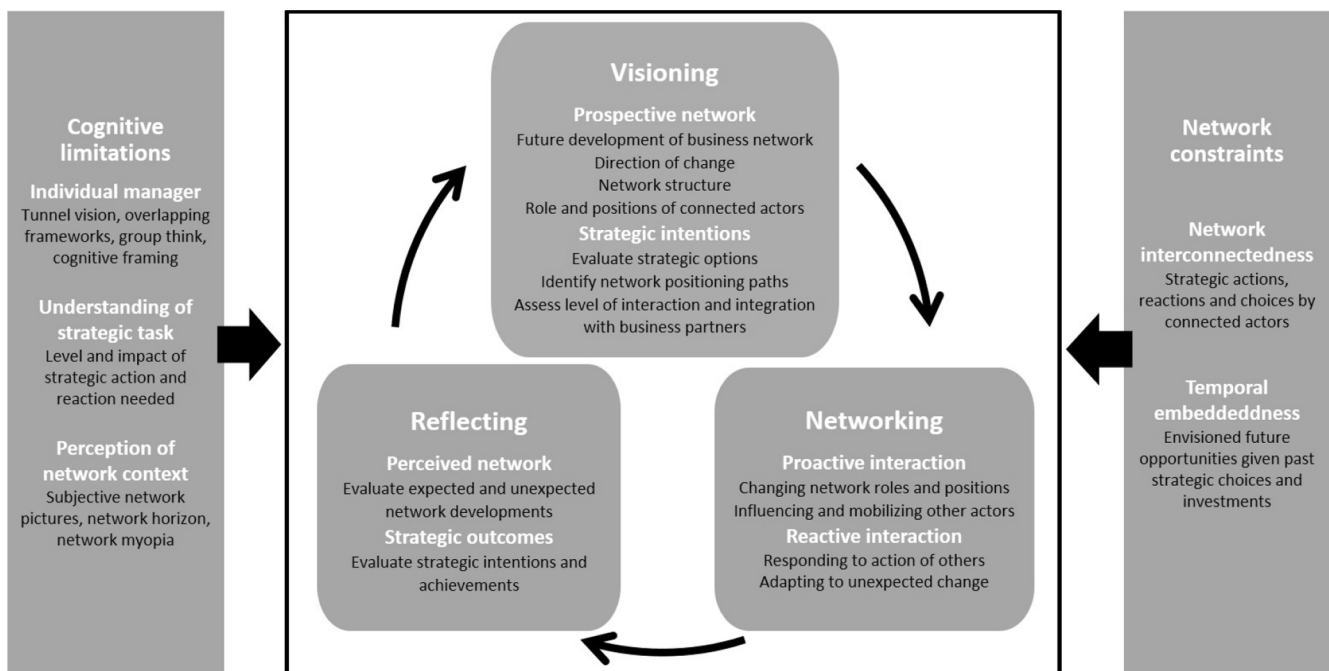 Cognitive
limitations
Individual manager
Tunnel vision, overlapping
frameworks, group think,
cognitive framing
Understanding of
strategic task
Level and impact of
strategic action and
reaction needed
Perception of
network context
Subjective network
pictures, network horizon,
network myopia
Visioning
Prospective network
Future development of business network
Direction of change
Network structure
Role and positions of connected actors
Strategic intentions
Evaluate strategic options
Identify network positioning paths
Assess level of interaction and integration
with business partners
Reflecting
Perceived network
Evaluate expected and unexpected
network developments
Strategic outcomes
Evaluate strategic intentions and
achievements
Networking
Proactive interaction
Changing network roles and positions
Influencing and mobilizing other actors
Reactive interaction
Responding to action of others
Adapting to unexpected change
Network
constraints
Network
interconnectedness
Strategic actions,
reactions and choices by
connected actors
Temporal
embeddedness
Envisioned future
opportunities given past
strategic choices and
investments